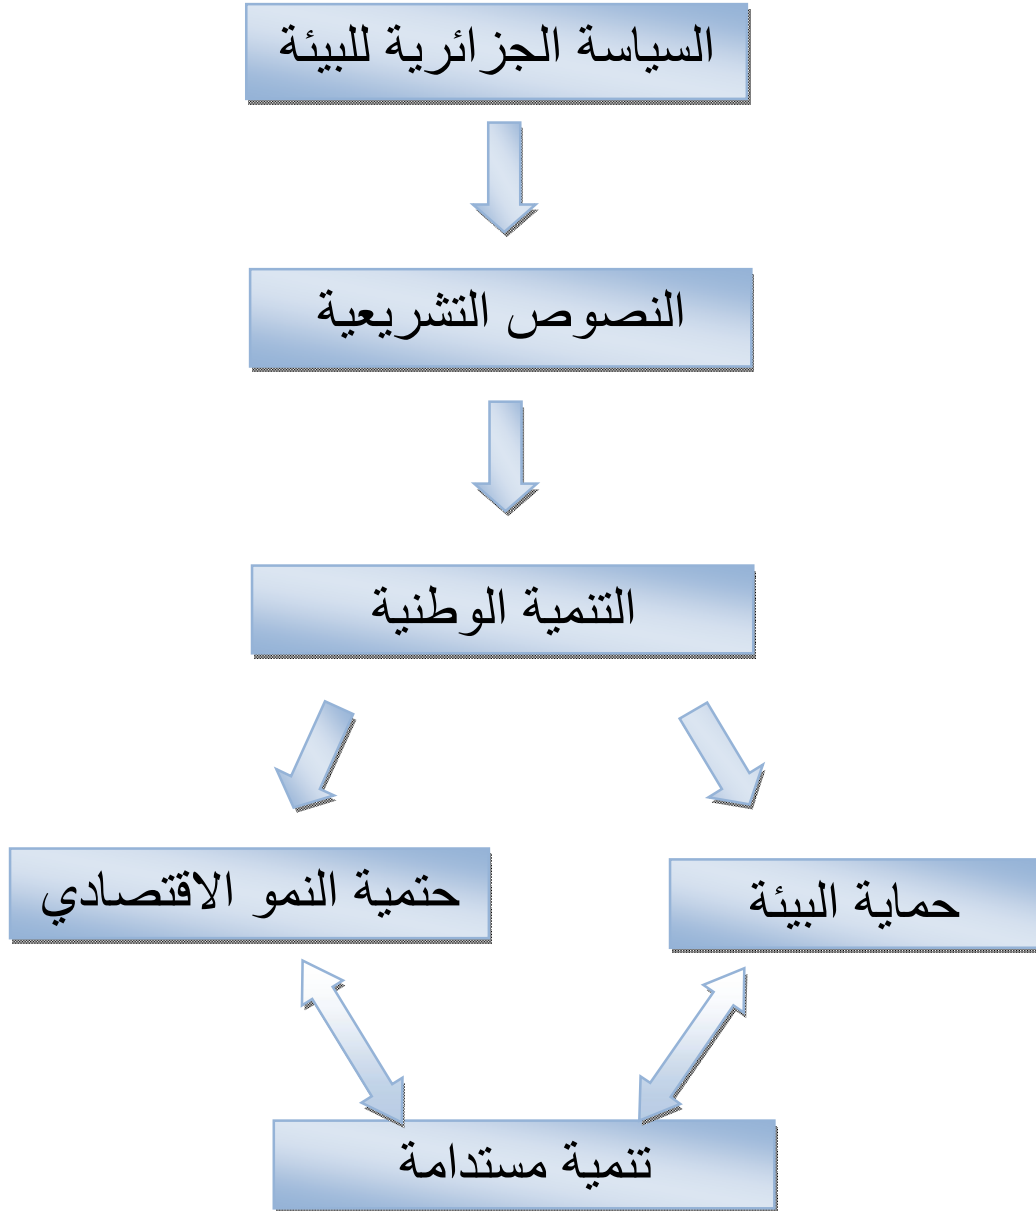 السياسة الجزائرية للبيئة
النصوص التشريعية
التنمية الوطنية
حماية البيئة
حتمية النمو الاقتصادي
تنمية مستدامة